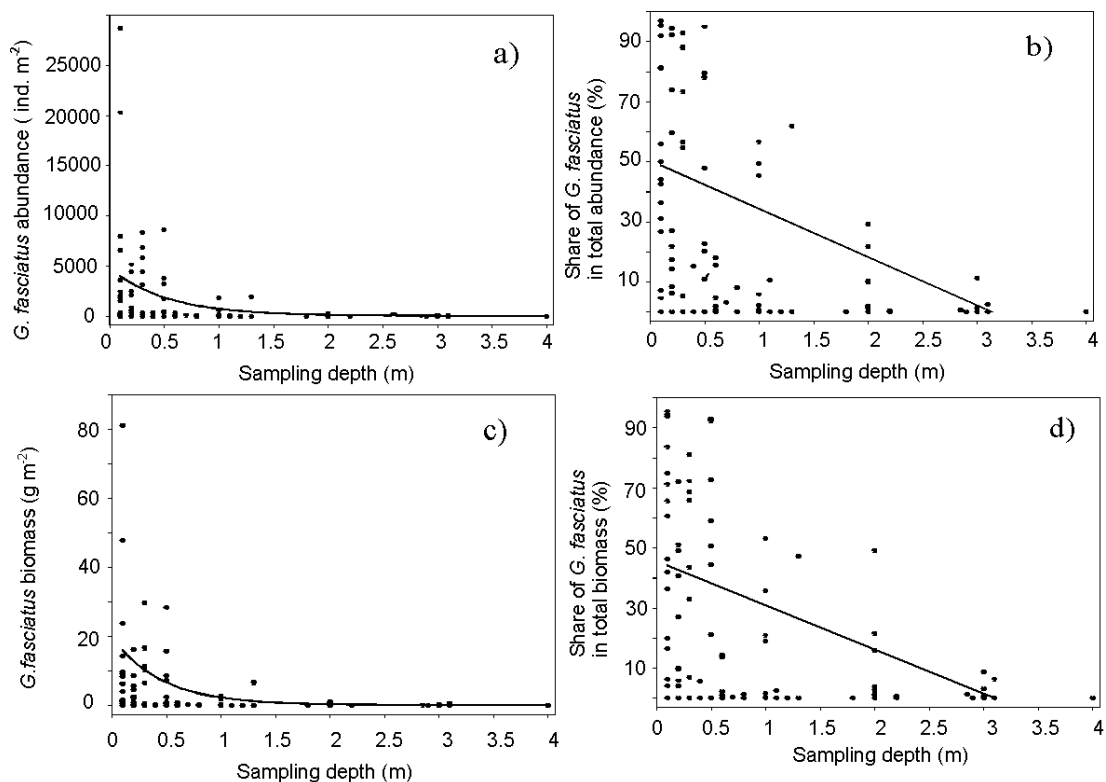 a)
G. fasciatus abundance ( ind. m-2)
25000
20000
15000
10000
5000
0
0 0.5 1 1.5 2 2.5 3 3.5 4
Sampling depth (m)
b)
Share of G. fasciatus
in total abundance (%)
90
70
50
30
10
0 0.5 1 1.5 2 2.5 3 3.5 4
Sampling depth (m)
c)
G.fasciatus biomass (g m-2)
80
60
40
20
0
0 0.5 1 1.5 2 2.5 3 3.5 4
Sampling depth (m)
d)
Share of G. fasciatus
in total biomass (%)
90
70
50
30
10
0 0.5 1 1.5 2 2.5 3 3.5 4
Sampling depth (m)